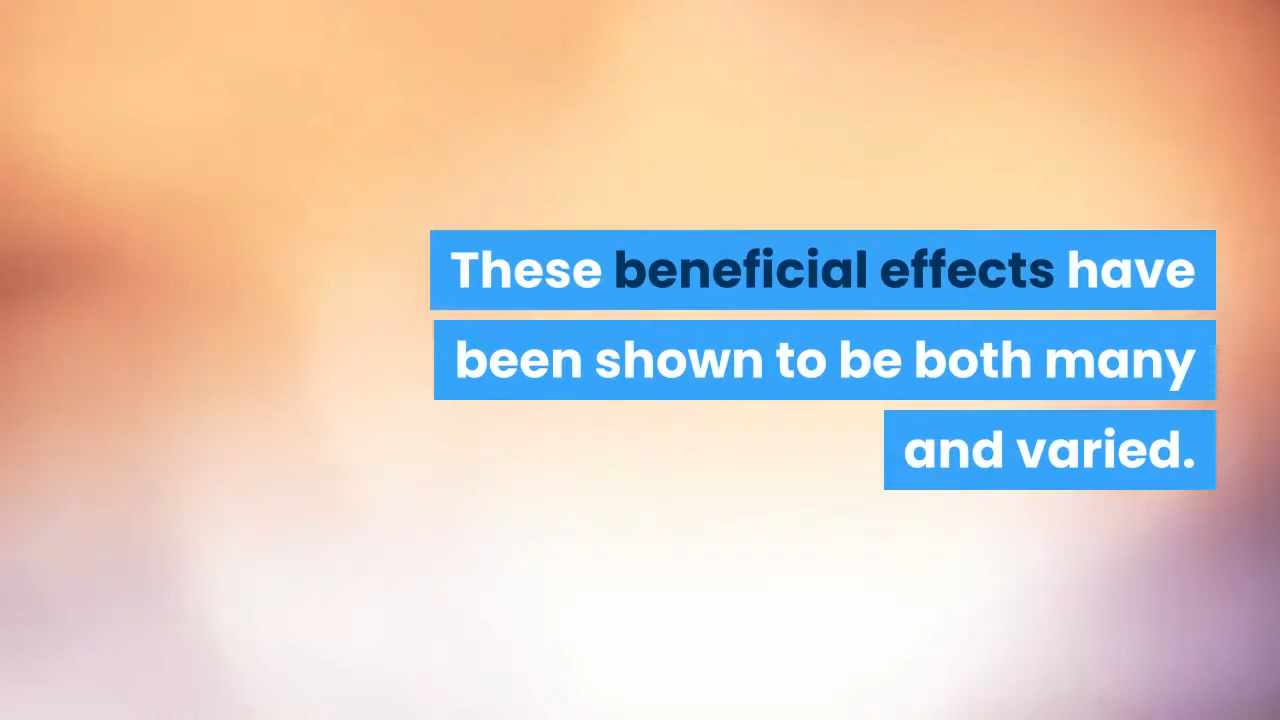 These beneficial effects have
been shown to be both many
and varied.